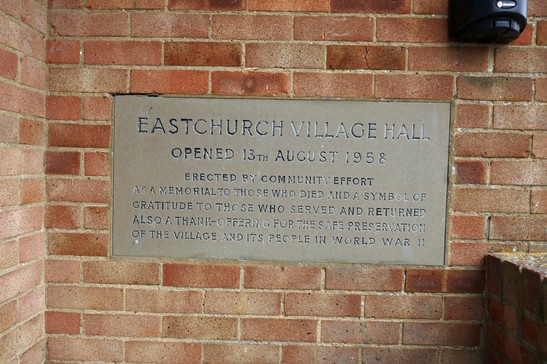 EASTCHURCH VILLAGE HALL
OPENED 13TH AUGUST 1958
ERECTED BY COMMUNITY EFFORT
AS A MEMORIAL TO THOSE WHO DIED AND A SYMBOL OF
GRATITUDE TO THOSE WHO SERVED AND RETURNED
ALSO A THANK-OFFERING FOR THE SAFE PRESERVATION
OF THE VILLAGE AND ITS PEOPLE IN WORLD WAR II